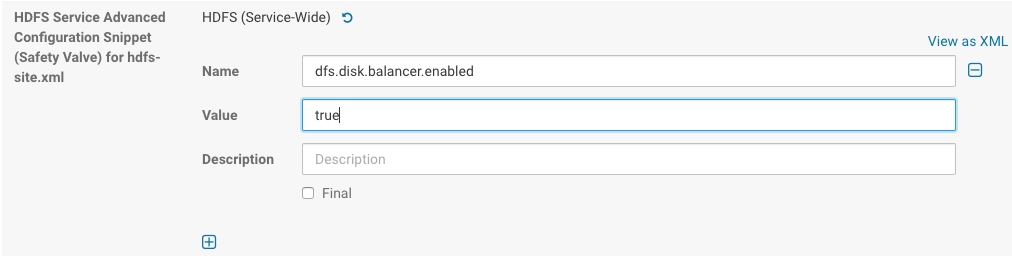 HDFS Service Advanced
Configuration Snippet
(Safety Valve) for hdfs-
site.xml
HDFS (Service-Wide)
View as XML
Name
dfs.disk.balancer.enabled
Value
true
Description
Description
Final